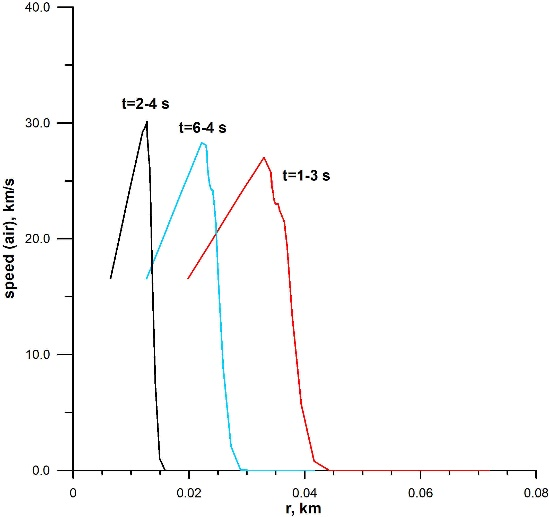 40.0
t=2-4 s
30.0
t=6-4 s
t=1-3 s
speed (air), km/s
20.0
10.0
0.0
0 0.02 0.04 0.06 0.08
r, km